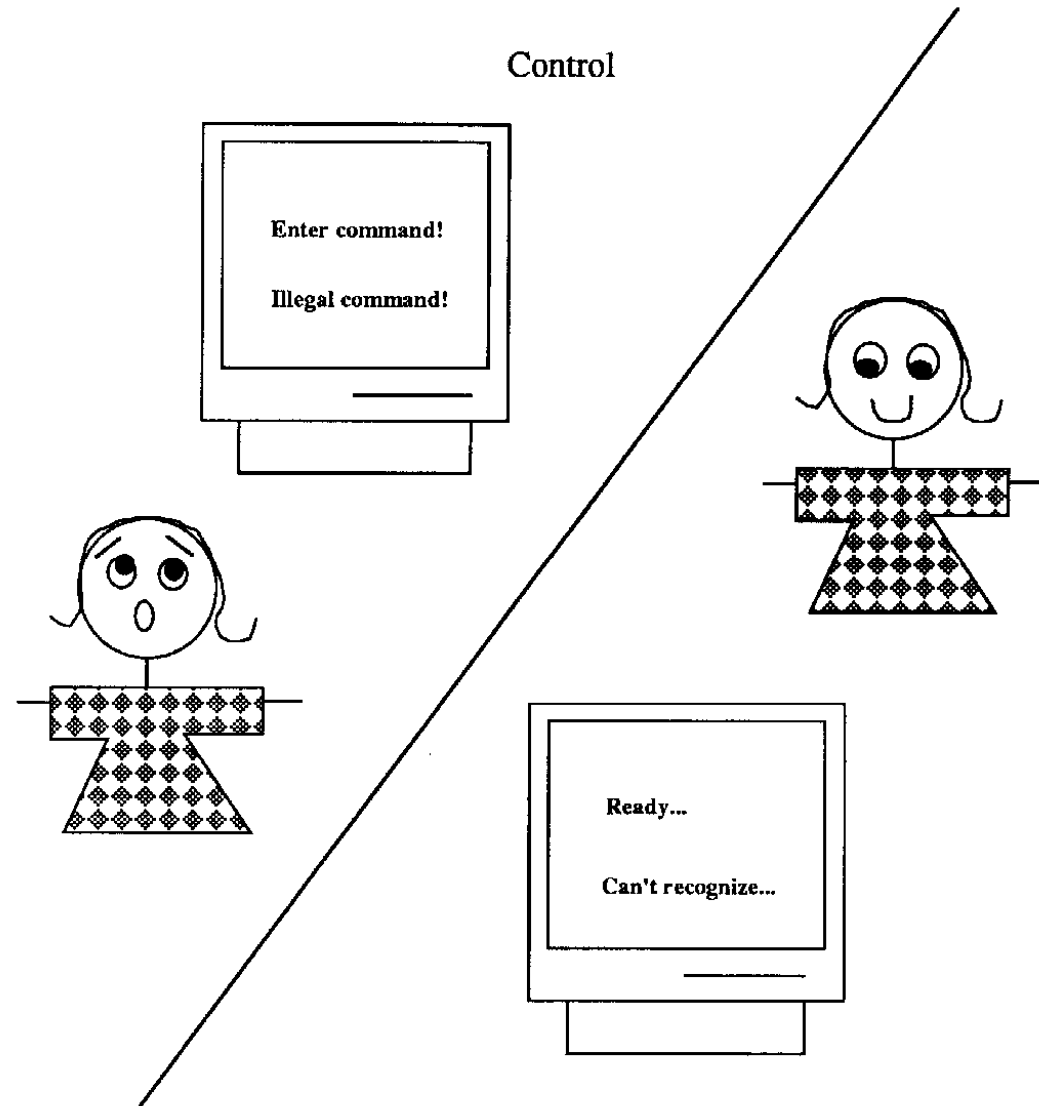 Control
Enter command!
Illegal command!
Ready...
Can't recognize...